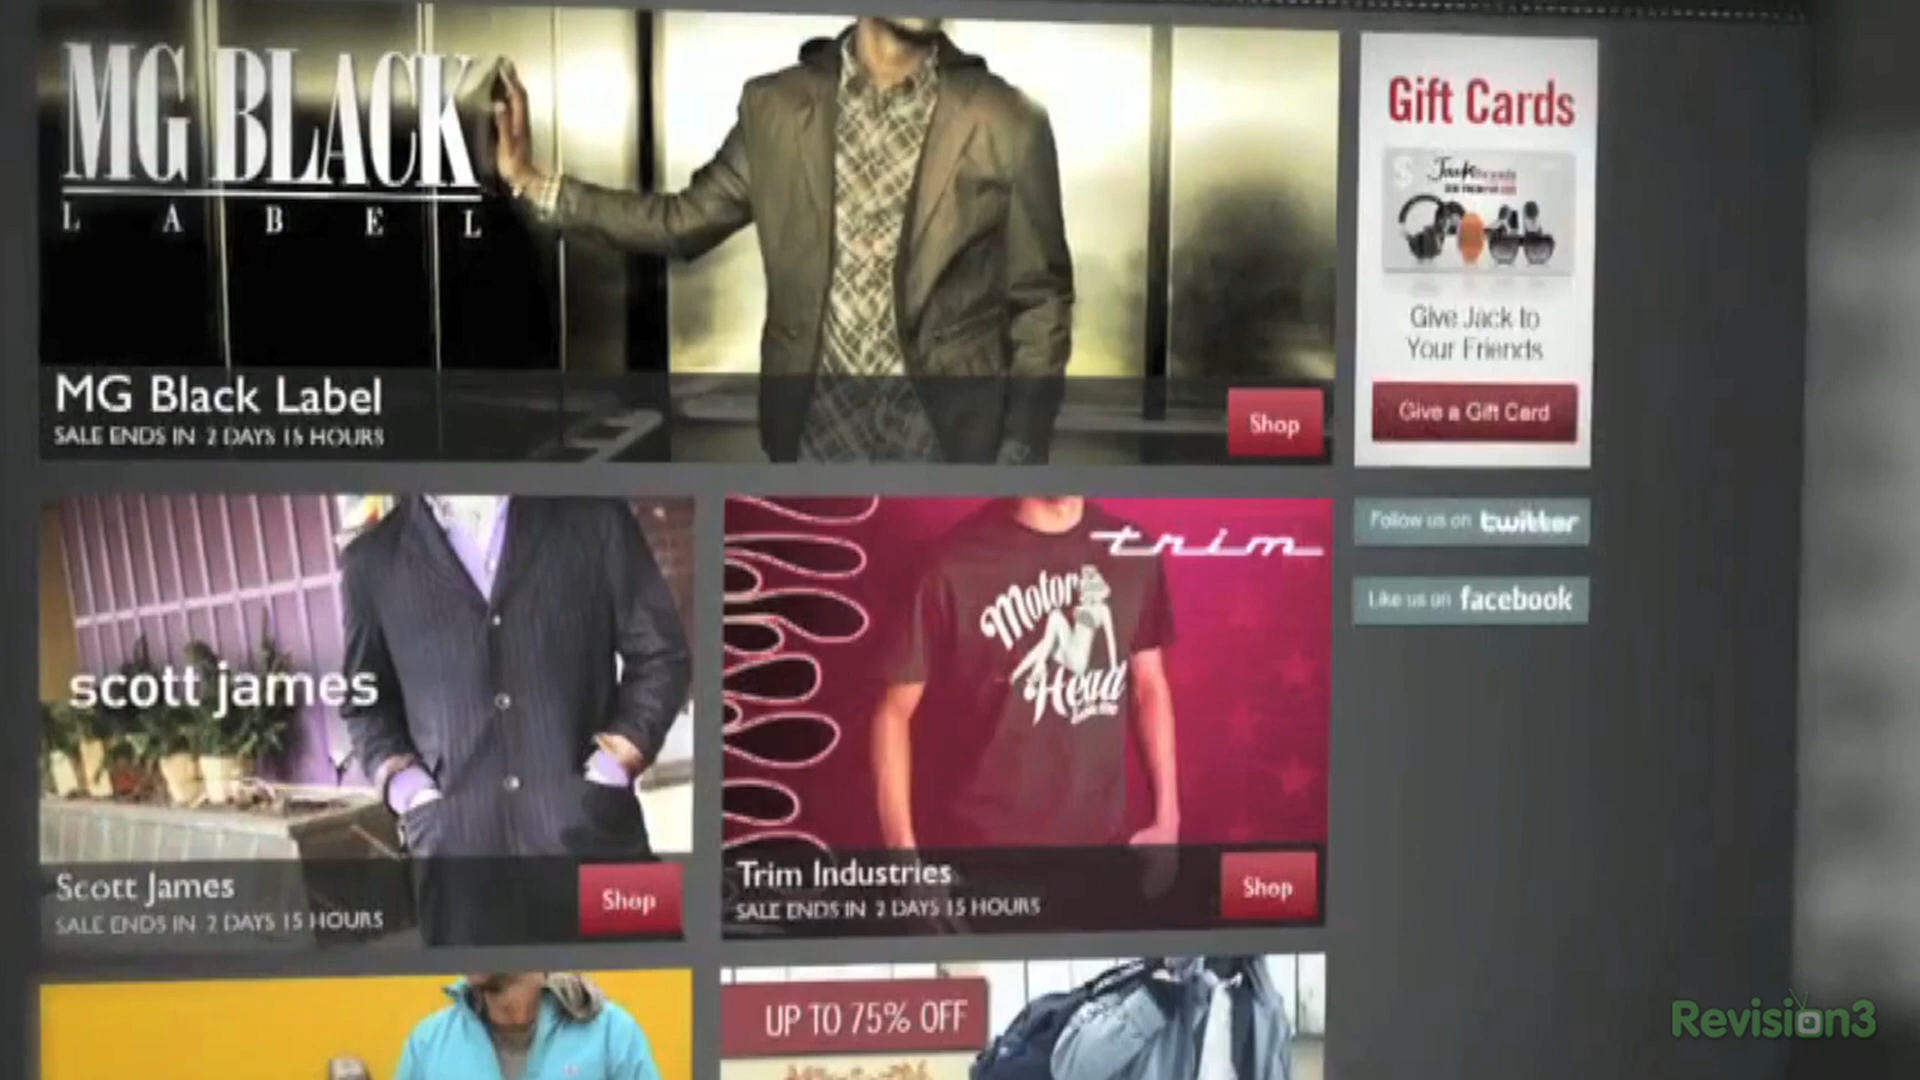 MG BLACK
LABEL
MG Black Label
SALE ENDS IN 2 DAYS 15 HOURS
Shop
Gift Cards
Give Jack to
Your Friends
Give a Gift Card
Follow us on twitter
Like us on facebook
scott james
Scott James
SALE ENDS IN 2 DAYS 15 HOURS
Shop
trim
Motor
Head
Trim Industries
SALE ENDS IN 2 DAYS 15 HOURS
Shop
UP TO 75% OFF
Revision3